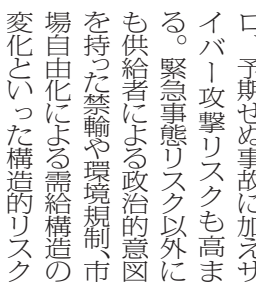 ロ、予期せぬ事故に加えサ
イバー攻撃リスクも高ま
る。緊急事態リスク以外に
も供給者による政治的意図
を持った禁輸や環境規制、市
場自由化による需給構造の
変化といった構造的リスク